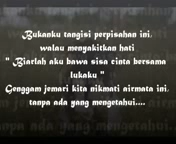 Bukanku tangisi perpisahan ini,
walau menyakitkan hati
" Biarlah aku bawa sisa cinta bersama
lukaku "
Genggam jemari kita nikmati airmata ini,
tanpa ada yang mengetahui....